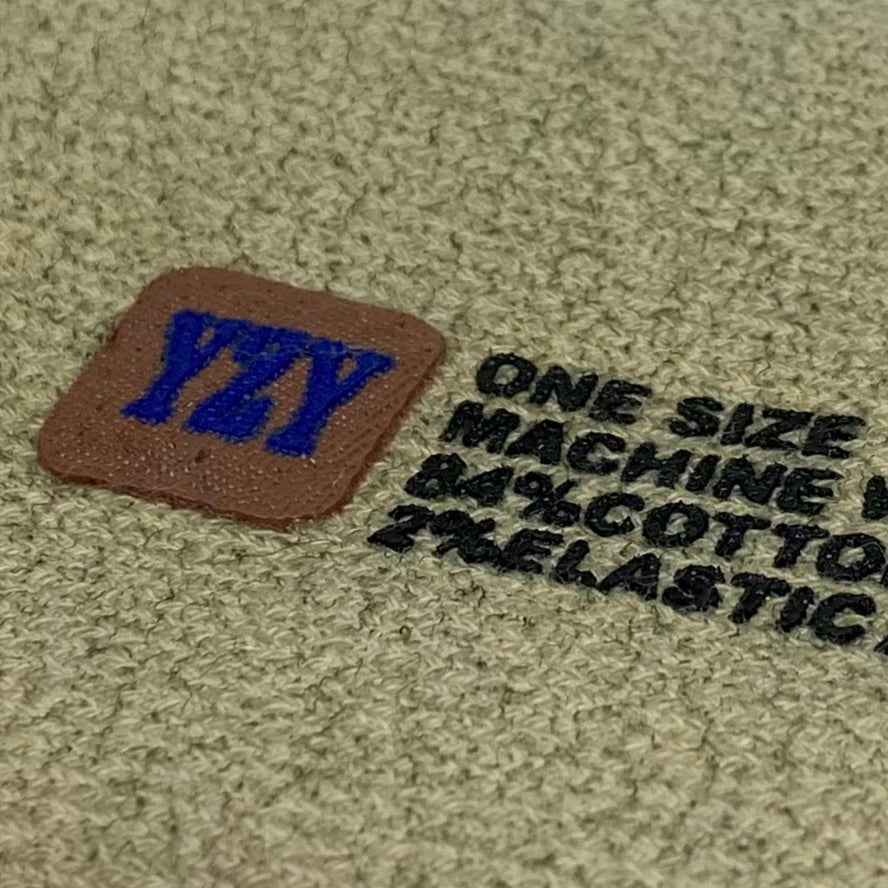 YZY
ONE SIZE
MACHINE
84%COTTO
2%ELASTIC